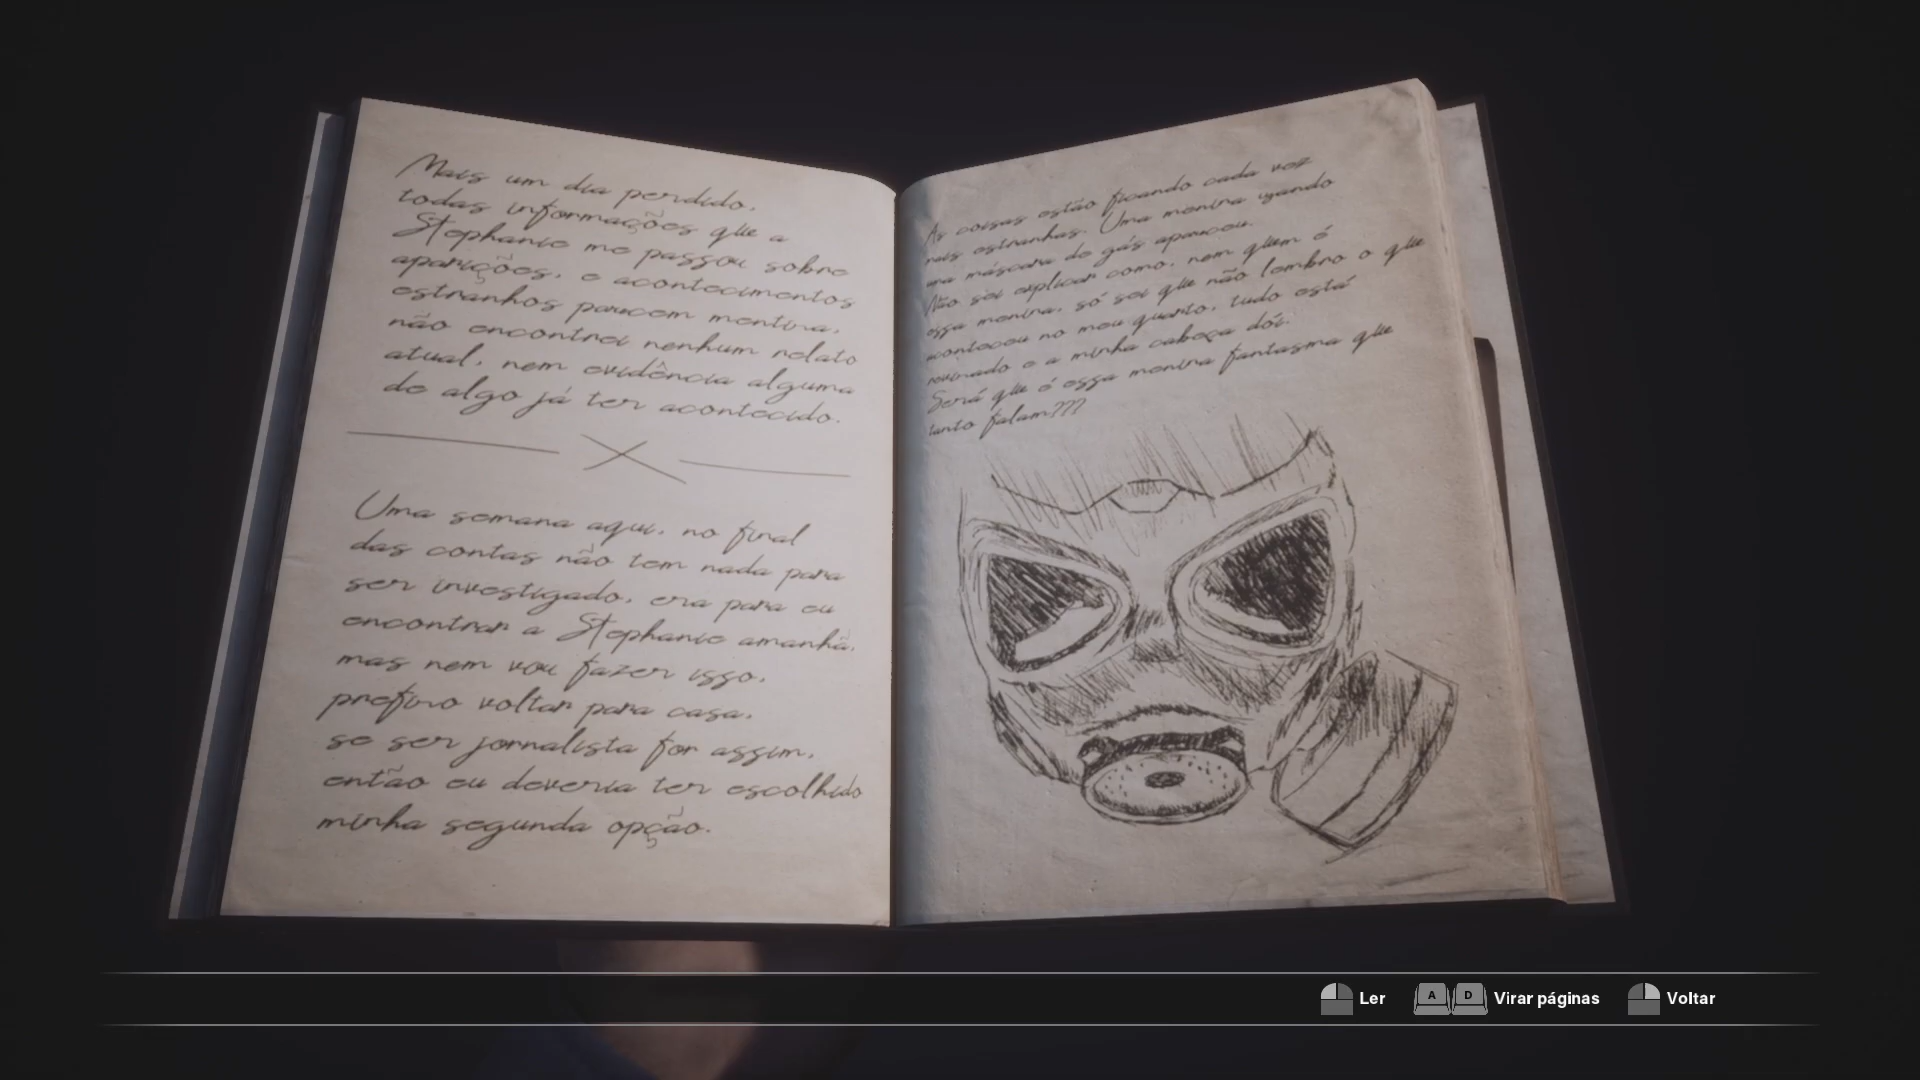 Mais um dia perdido,
todas informações que a
Stephanie me passou sobre
aparições, e acontecimentos
estranhos parecem mentira,
não encontrei nenhum relato
atual, nem evidência alguma
de algo já ter acontecido.
Uma semana aqui, no final
das contas não tem nada para
ser investigado, era para eu
encontrar a Stephanie amanhã,
mas nem vou fazer isso,
prefiro voltar para casa,
se ser jornalista for assim,
então eu deveria ter escolhido
minha segunda opção.
As coisas estão ficando cada vez
mais estranhas. Uma menina usando
uma máscara de gás apareceu.
Não sei explicar como, nem quem é
essa menina, só sei que não lembro o que
aconteceu no meu quarto, tudo está
revirado e a minha cabeça dói.
Será que é essa menina fantasma que
tanto falam???
Ler A D Virar páginas Voltar